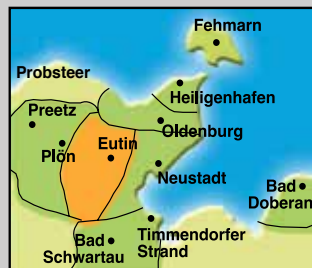 Fehmarn
Probsteer
Heiligenhafen
Preetz
Oldenburg
Plön
Eutin
Neustadt
Bad
Doberan
Timmendorfer
Strand
Bad
Schwartau